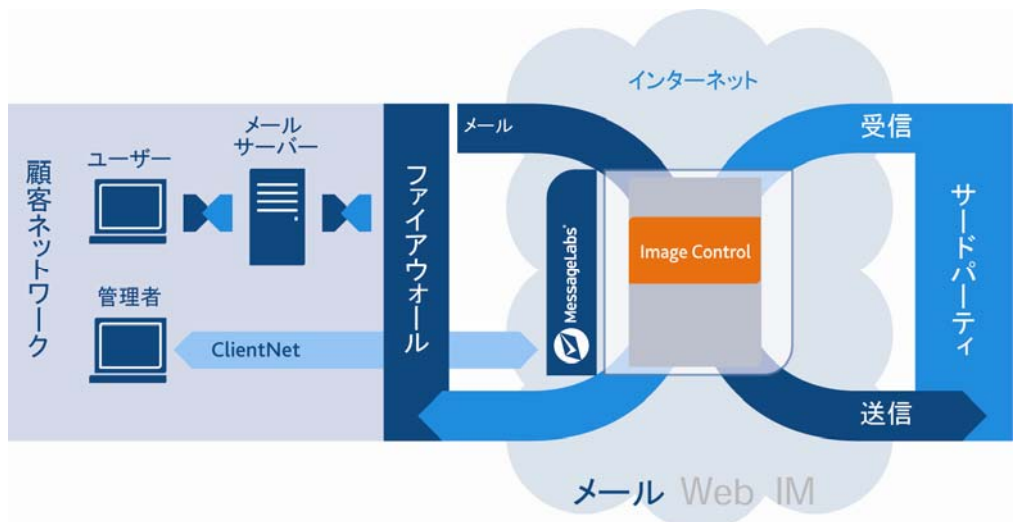 インターネット
顧客ネットワーク
ユーザー
メール
サーバー
管理者
ClientNet
ファイアウォール
メール
MessageLabs
Image Control
受信
送信
サードパーティ
メール Web IM